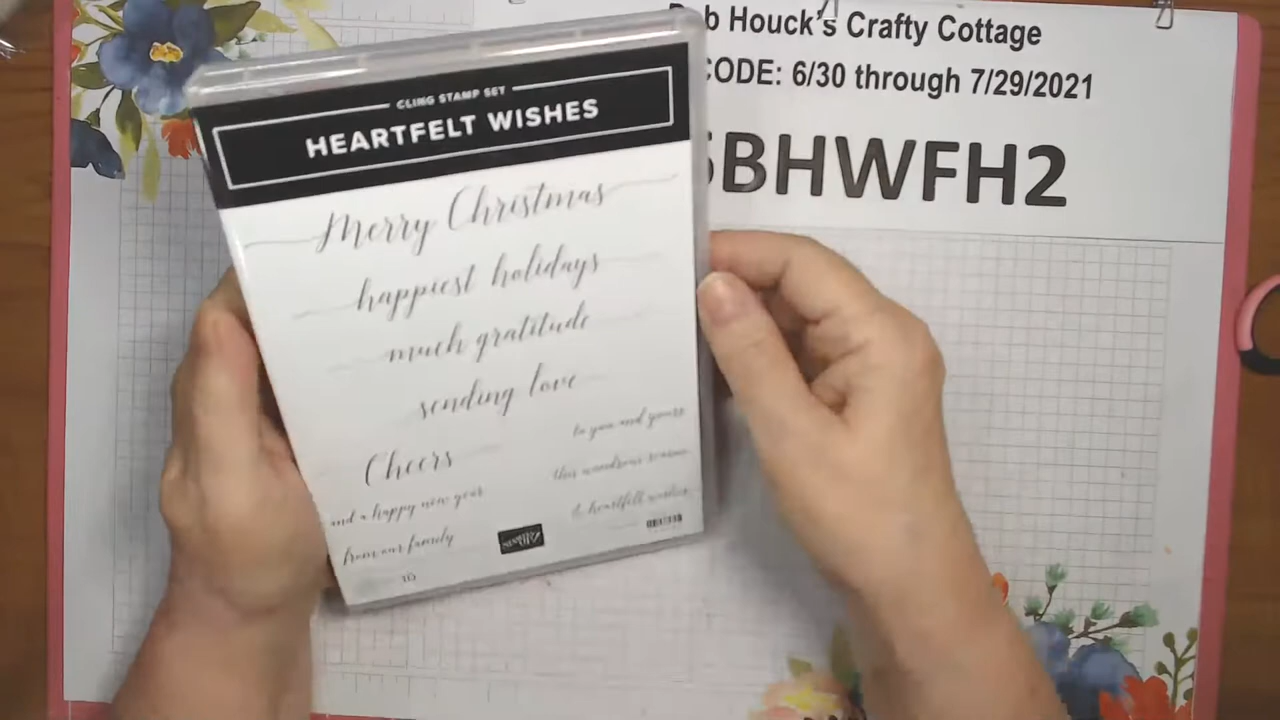 b Houck's Crafty Cottage
CODE: 6/30 through 7/29/2021
BHWFH2
CLING STAMP SET
HEARTFELT WISHES
Merry Christmas
happiest holidays
much gratitude
sending love
to you and yours
Cheers
this wondrous season
and a happy new year
& heartfelt wishes
from our family
10